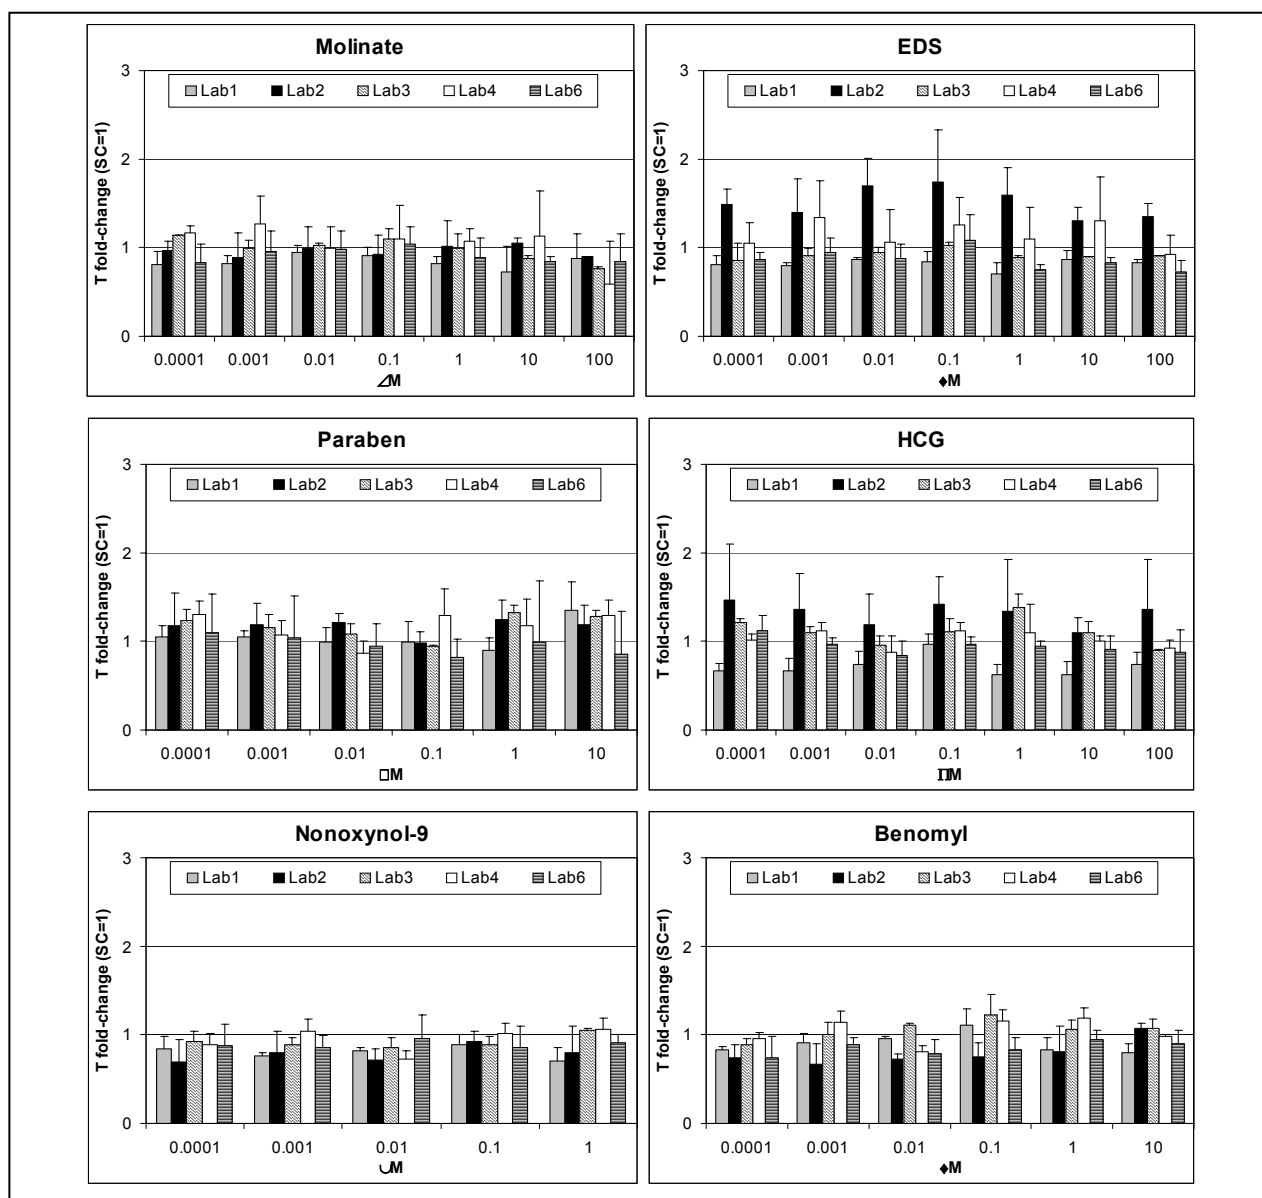 Molinate
3
Lab1 Lab2 Lab3 Lab4 Lab6
2
1
0
T fold-change (SC=1)
0.0001 0.001 0.01 0.1 1 10 100
⊿M
EDS
3
Lab1 Lab2 Lab3 Lab4 Lab6
2
1
0
T fold-change (SC=1)
0.0001 0.001 0.01 0.1 1 10 100
♦M
Paraben
3
Lab1 Lab2 Lab3 Lab4 Lab6
2
1
0
T fold-change (SC=1)
0.0001 0.001 0.01 0.1 1 10
□M
HCG
3
Lab1 Lab2 Lab3 Lab4 Lab6
2
1
0
T fold-change (SC=1)
0.0001 0.001 0.01 0.1 1 10 100
ΠM
Nonoxynol-9
3
Lab1 Lab2 Lab3 Lab4 Lab6
2
1
0
T fold-change (SC=1)
0.0001 0.001 0.01 0.1 1
◡M
Benomyl
3
Lab1 Lab2 Lab3 Lab4 Lab6
2
1
0
T fold-change (SC=1)
0.0001 0.001 0.01 0.1 1 10
♦M